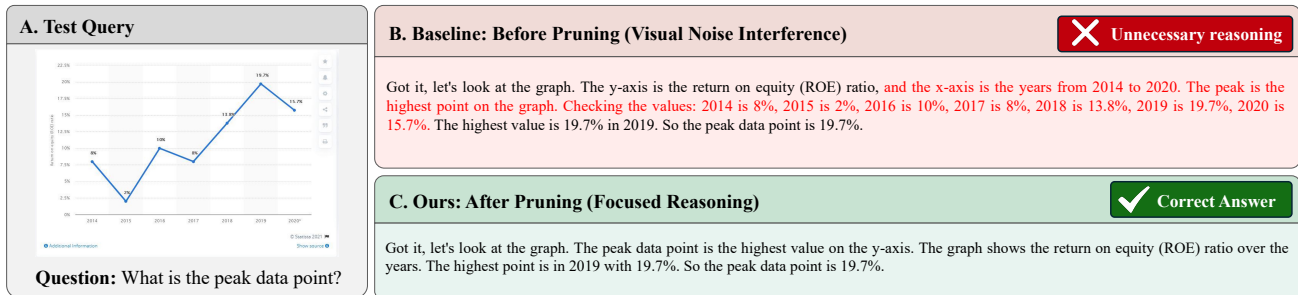 A. Test Query
22.5%
20%
17.5%
15%
12.5%
10%
7.5%
5%
2.5%
0%
Return on equity (ROE) ratio
8%
2%
10%
8%
13.8%
19.7%
15.7%
2014
2015
2016
2017
2018
2019
2020*
© Statista 2021
Additional Information
Show source
Question: What is the peak data point?
B. Baseline: Before Pruning (Visual Noise Interference)
Unnecessary reasoning
Got it, let's look at the graph. The y-axis is the return on equity (ROE) ratio, and the x-axis is the years from 2014 to 2020. The peak is the
highest point on the graph. Checking the values: 2014 is 8%, 2015 is 2%, 2016 is 10%, 2017 is 8%, 2018 is 13.8%, 2019 is 19.7%, 2020 is
15.7%. The highest value is 19.7% in 2019. So the peak data point is 19.7%.
C. Ours: After Pruning (Focused Reasoning)
Correct Answer
Got it, let's look at the graph. The peak data point is the highest value on the y-axis. The graph shows the return on equity (ROE) ratio over the
years. The highest point is in 2019 with 19.7%. So the peak data point is 19.7%.